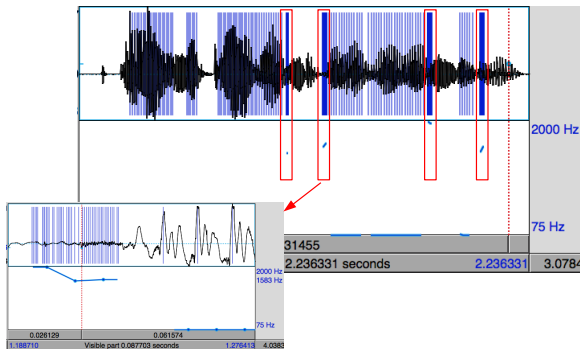 2000 Hz
75 Hz
31455
2.236331 seconds
2.236331
3.0784
2000 Hz
1583 Hz
75 Hz
0.026129
0.061574
1.188710
Visible part 0.087703 seconds
1.276413
4.0383